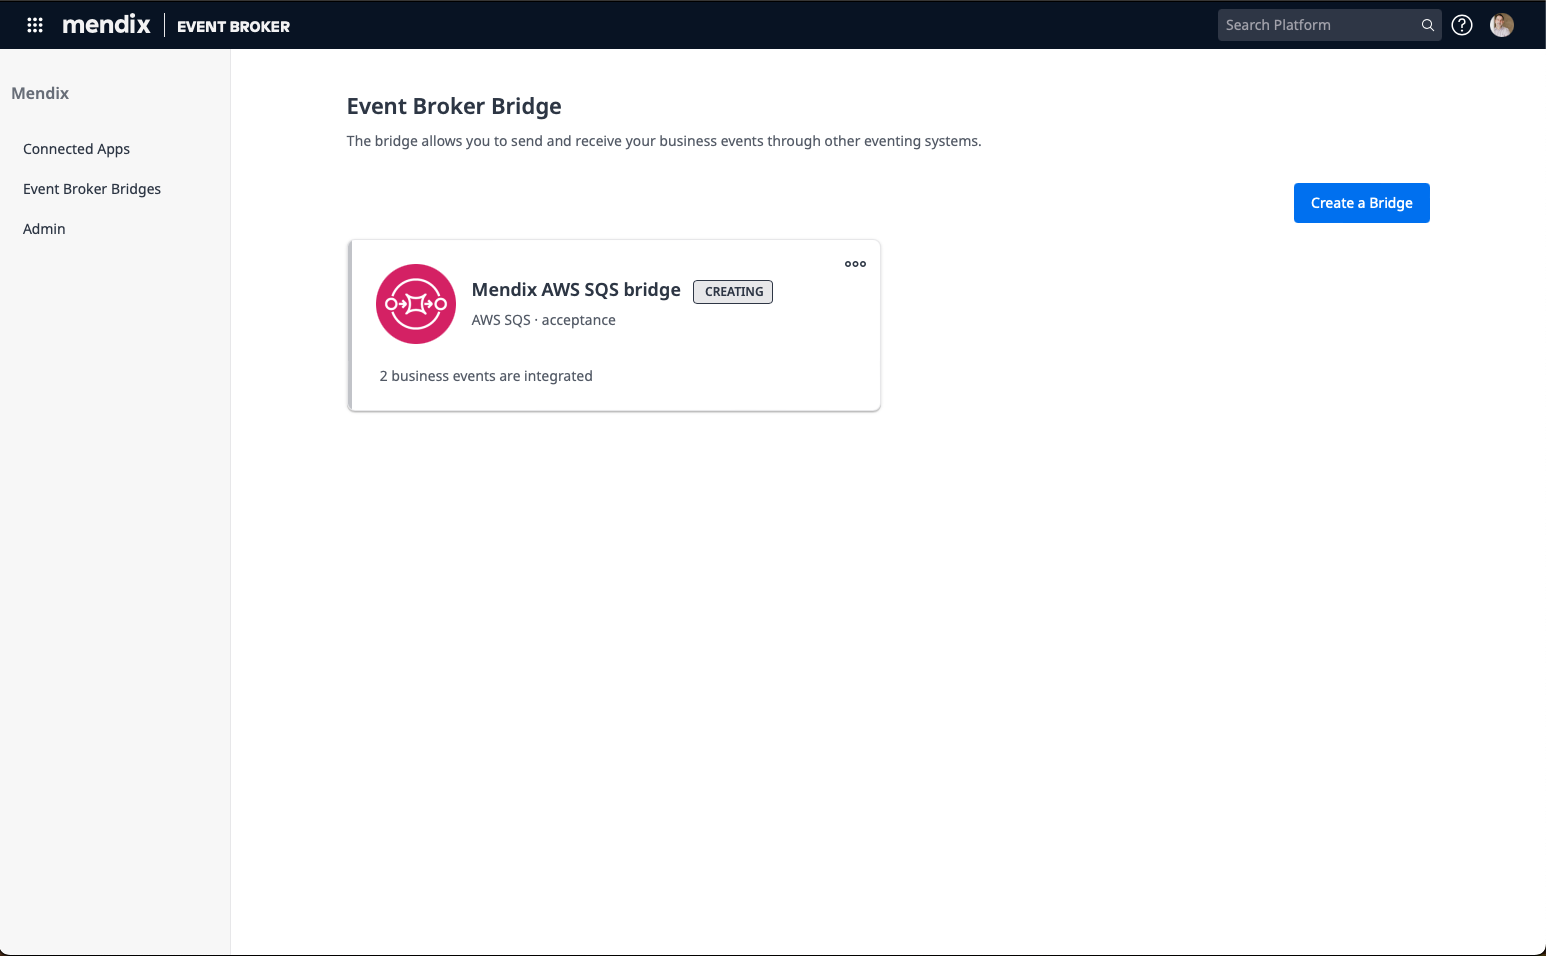 mendix EVENT BROKER
Search Platform
Mendix
Connected Apps
Event Broker Bridges
Admin
Event Broker Bridge
The bridge allows you to send and receive your business events through other eventing systems.
Create a Bridge
Mendix AWS SQS bridge CREATING
AWS SQS · acceptance
2 business events are integrated